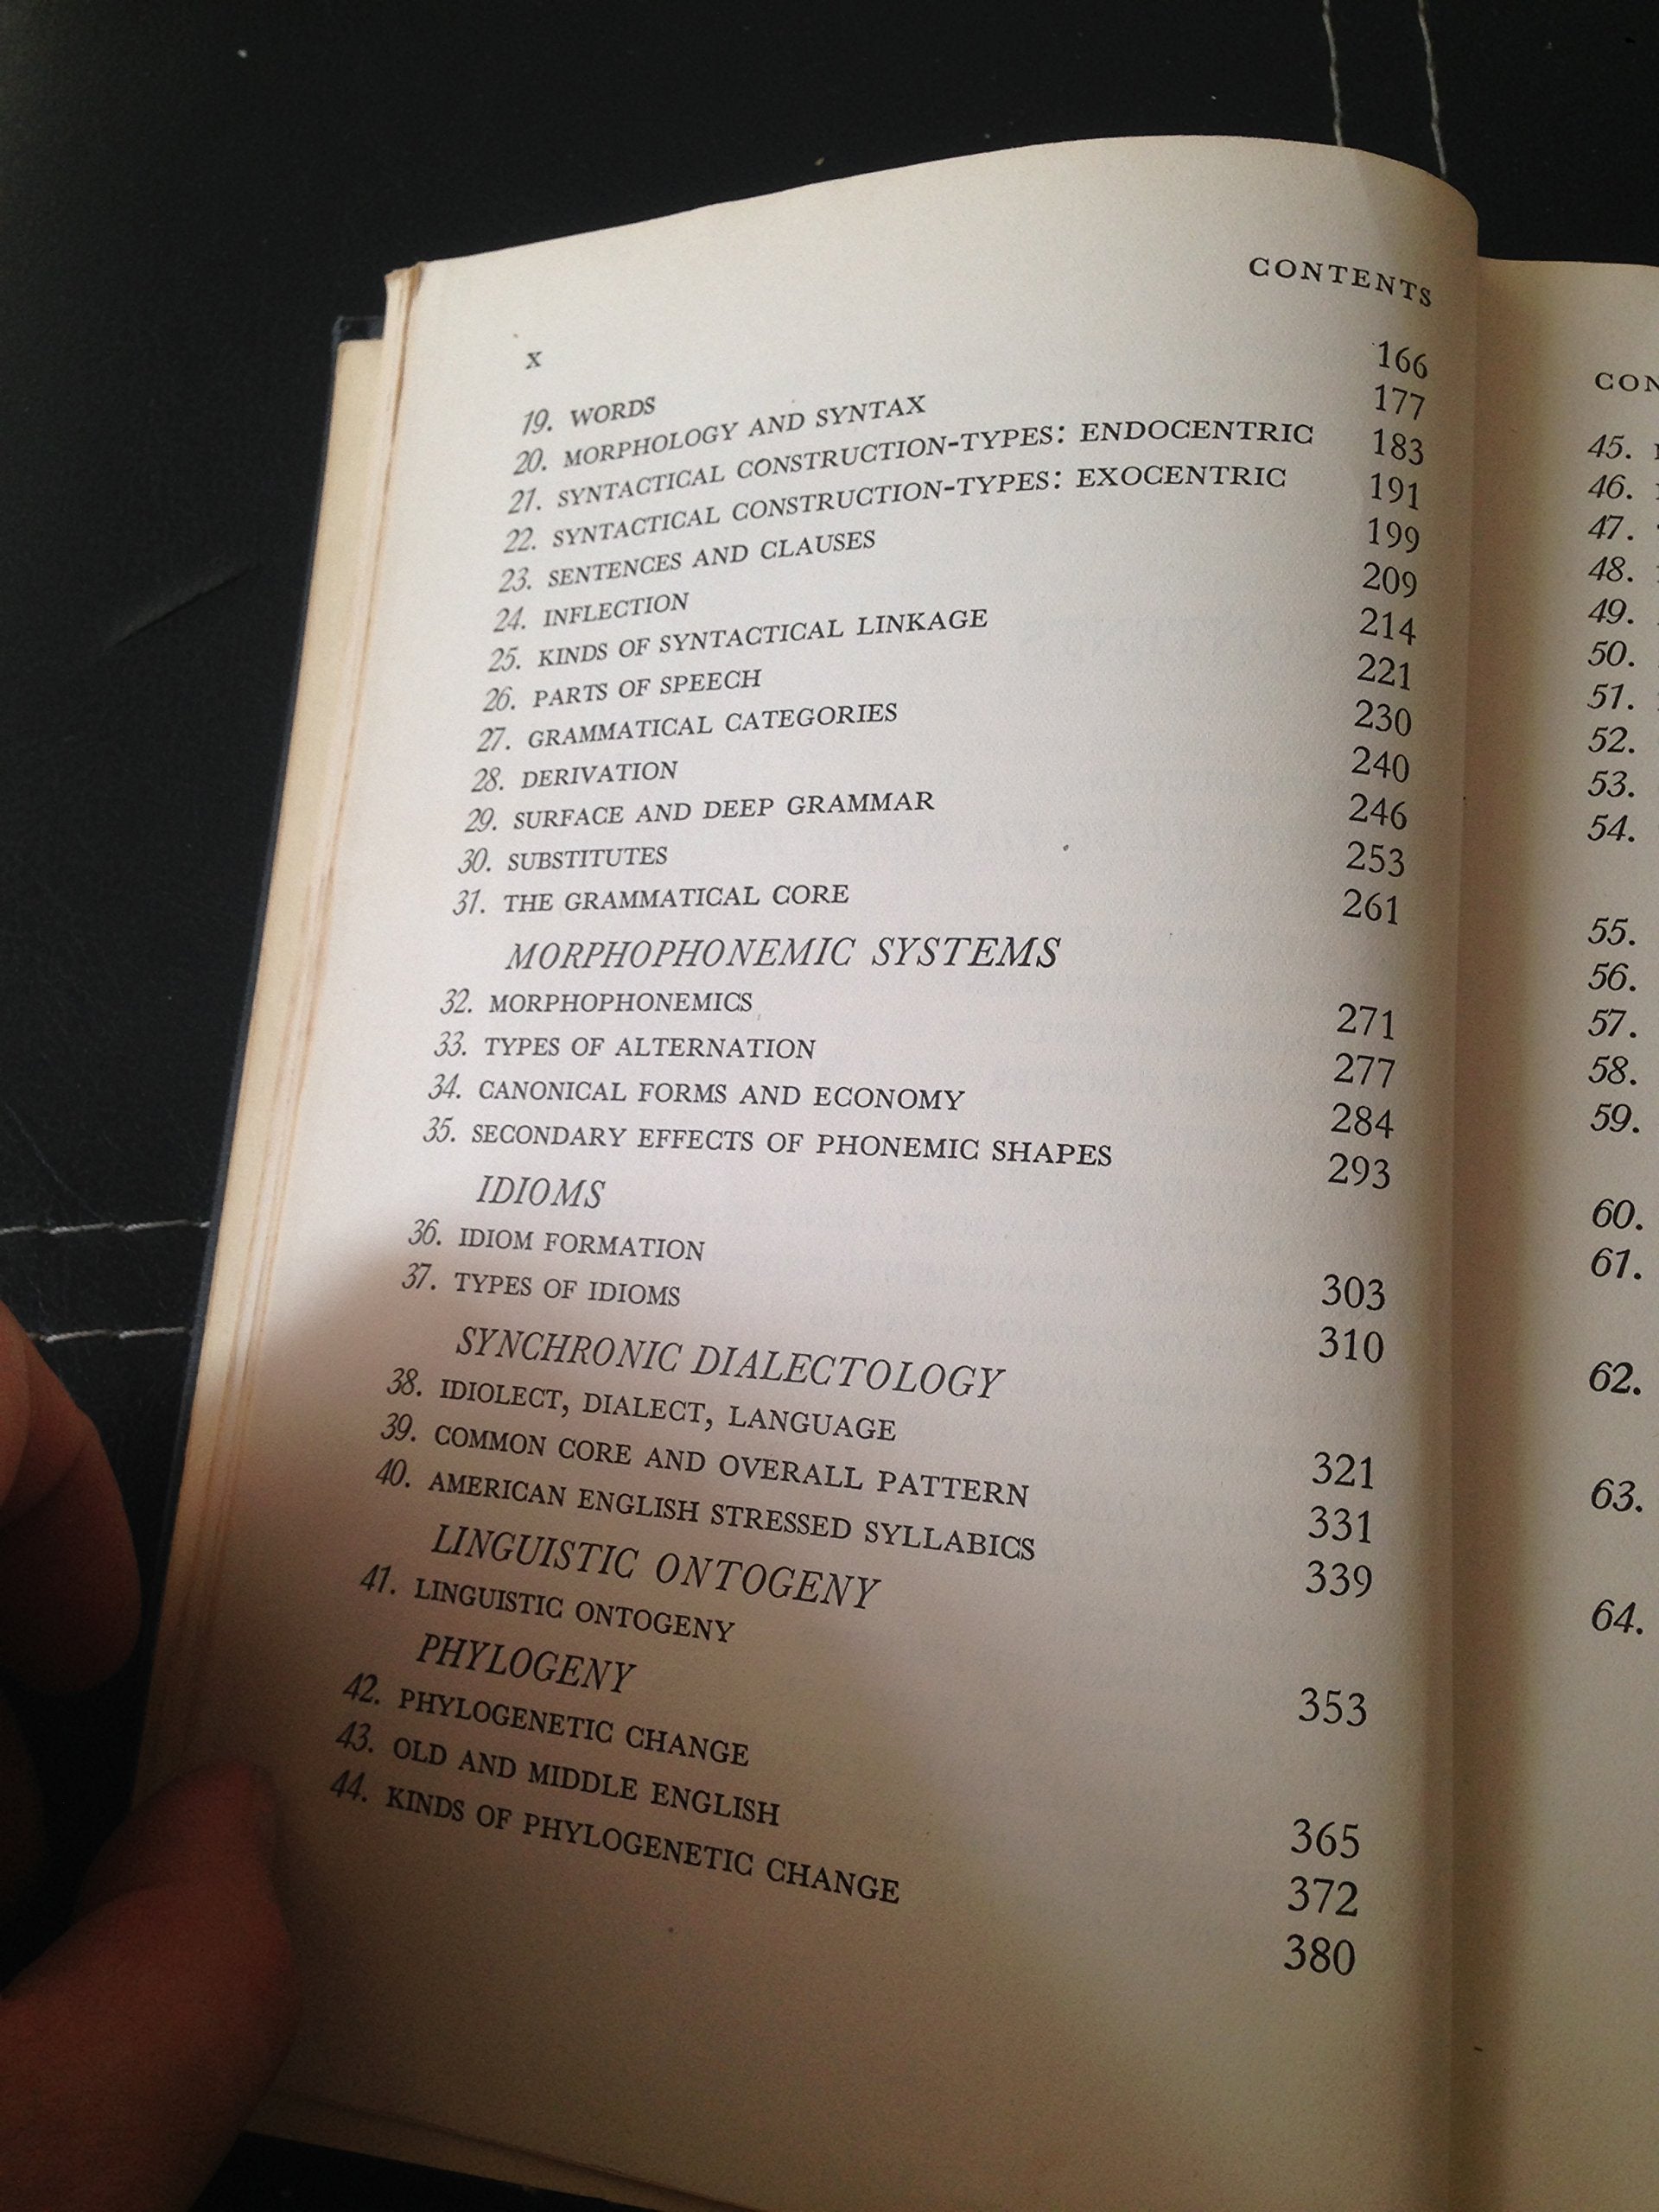 CONTENTS
x
19. WORDS 166
20. MORPHOLOGY AND SYNTAX 177
21. SYNTACTICAL CONSTRUCTION-TYPES: ENDOCENTRIC 183
22. SYNTACTICAL CONSTRUCTION-TYPES: EXOCENTRIC 191
23. SENTENCES AND CLAUSES 199
24. INFLECTION 209
25. KINDS OF SYNTACTICAL LINKAGE 214
26. PARTS OF SPEECH 221
27. GRAMMATICAL CATEGORIES 230
28. DERIVATION 240
29. SURFACE AND DEEP GRAMMAR 246
30. SUBSTITUTES 253
31. THE GRAMMATICAL CORE 261
MORPHOPHONEMIC SYSTEMS
32. MORPHOPHONEMICS 271
33. TYPES OF ALTERNATION 277
34. CANONICAL FORMS AND ECONOMY 284
35. SECONDARY EFFECTS OF PHONEMIC SHAPES 293
IDIOMS
36. IDIOM FORMATION 303
37. TYPES OF IDIOMS 310
SYNCHRONIC DIALECTOLOGY
38. IDIOLECT, DIALECT, LANGUAGE 321
39. COMMON CORE AND OVERALL PATTERN 331
40. AMERICAN ENGLISH STRESSED SYLLABICS 339
LINGUISTIC ONTOGENY
41. LINGUISTIC ONTOGENY 353
PHYLOGENY
42. PHYLOGENETIC CHANGE 365
43. OLD AND MIDDLE ENGLISH 372
44. KINDS OF PHYLOGENETIC CHANGE 380
CON
45.
46.
47.
48.
49.
50.
51.
52.
53.
54.
55.
56.
57.
58.
59.
60.
61.
62.
63.
64.